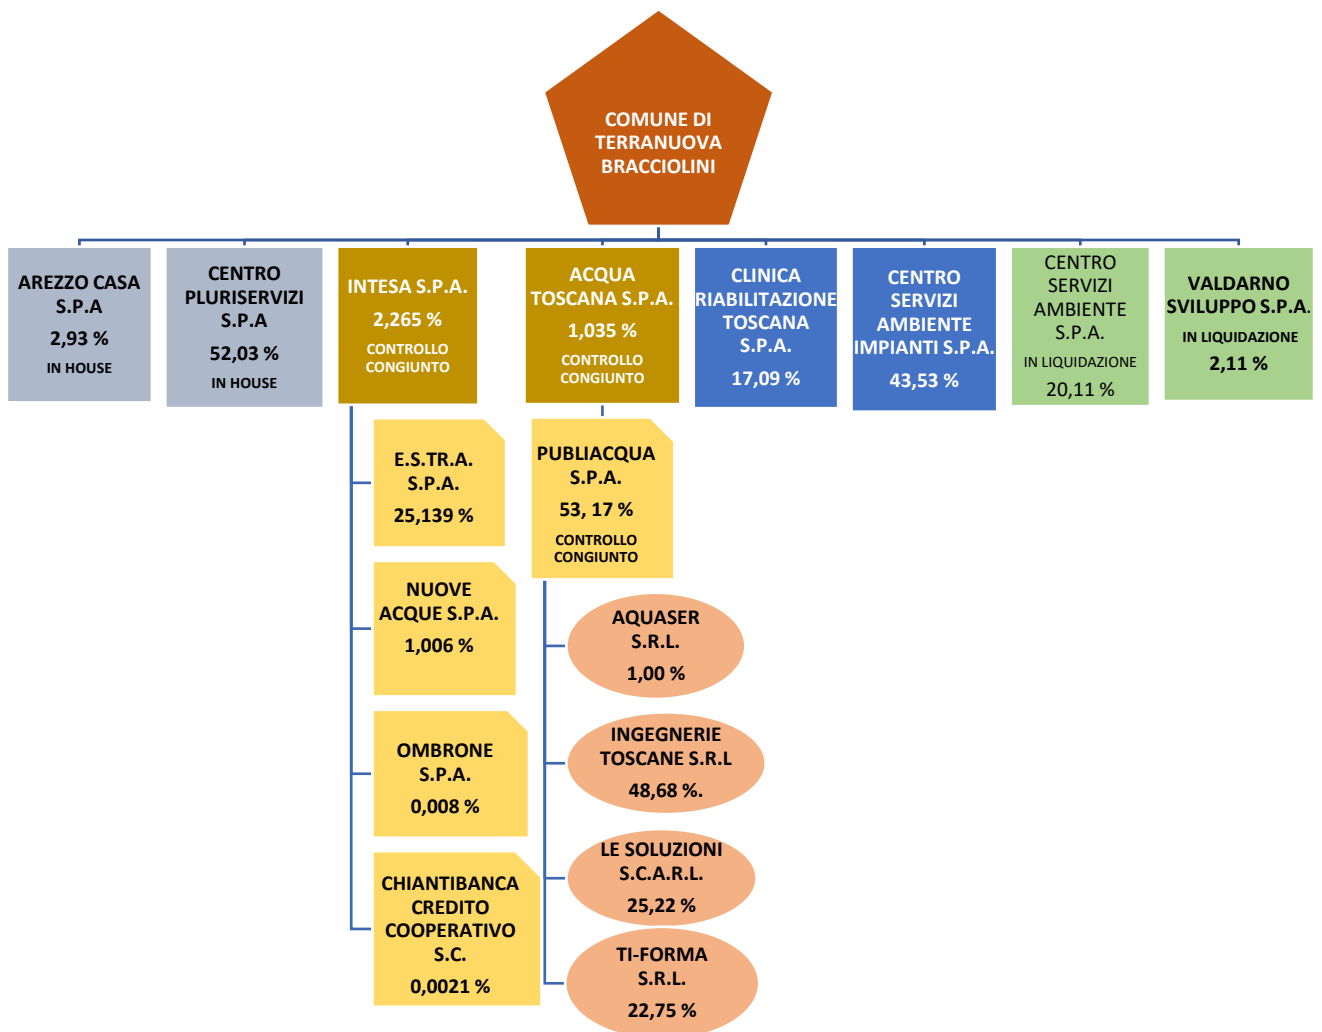 COMUNE DI
TERRANUOVA
BRACCIOLINI
AREZZO CASA
S.P.A
2,93 %
IN HOUSE
CENTRO
PLURISERVIZI
S.P.A
52,03 %
IN HOUSE
INTESA S.P.A.
2,265 %
CONTROLLO
CONGIUNTO
ACQUA
TOSCANA S.P.A.
1,035 %
CONTROLLO
CONGIUNTO
CLINICA
RIABILITAZIONE
TOSCANA
S.P.A.
17,09 %
CENTRO
SERVIZI
AMBIENTE
IMPIANTI S.P.A.
43,53 %
CENTRO
SERVIZI
AMBIENTE
S.P.A.
IN LIQUIDAZIONE
20,11 %
VALDARNO
SVILUPPO S.P.A.
IN LIQUIDAZIONE
2,11 %
E.S.TR.A.
S.P.A.
25,139 %
NUOVE
ACQUE S.P.A.
1,006 %
OMBRONE
S.P.A.
0,008 %
CHIANTIBANCA
CREDITO
COOPERATIVO
S.C.
0,0021 %
PUBLIACQUA
S.P.A.
53, 17 %
CONTROLLO
CONGIUNTO
AQUASER
S.R.L.
1,00 %
INGEGNERIE
TOSCANE S.R.L
48,68 %.
LE SOLUZIONI
S.C.A.R.L.
25,22 %
TI-FORMA
S.R.L.
22,75 %